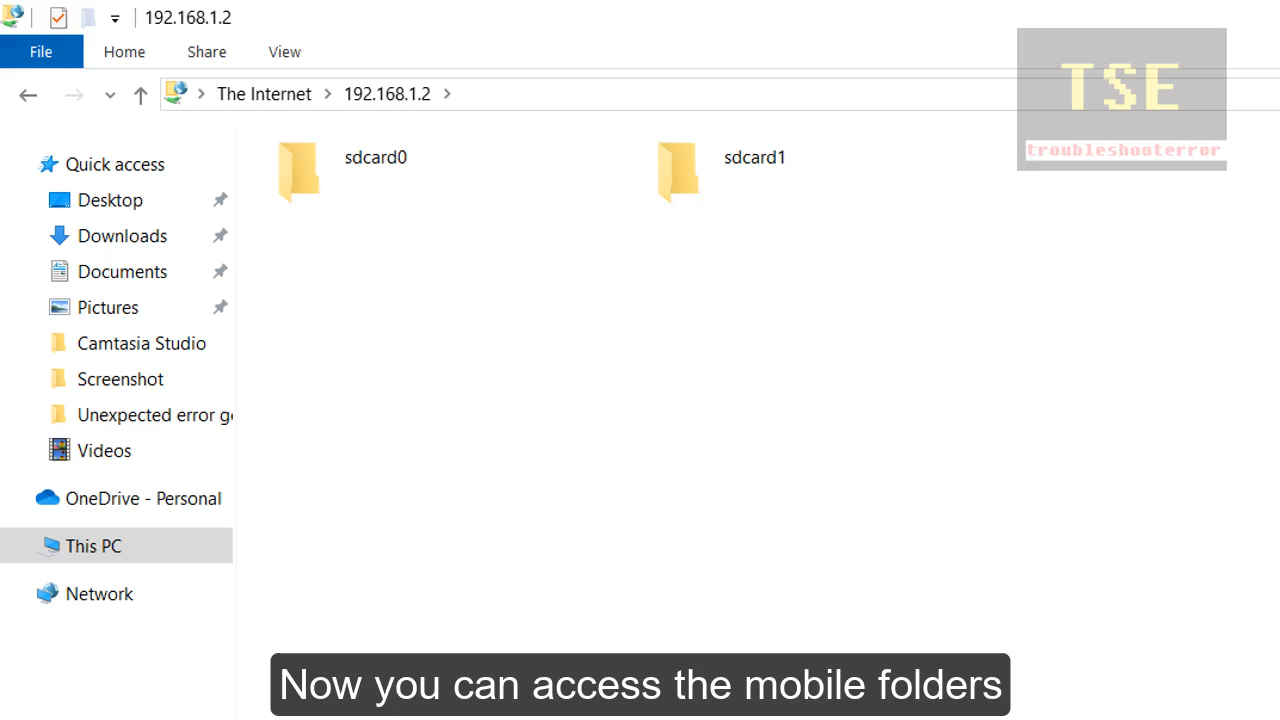 192.168.1.2
File
Home
Share
View
The Internet
192.168.1.2
TSE
troubleshooterror
Quick access
Desktop
Downloads
Documents
Pictures
Camtasia Studio
Screenshot
Unexpected error ge
Videos
OneDrive - Personal
This PC
Network
sdcard0
sdcard1
Now you can access the mobile folders